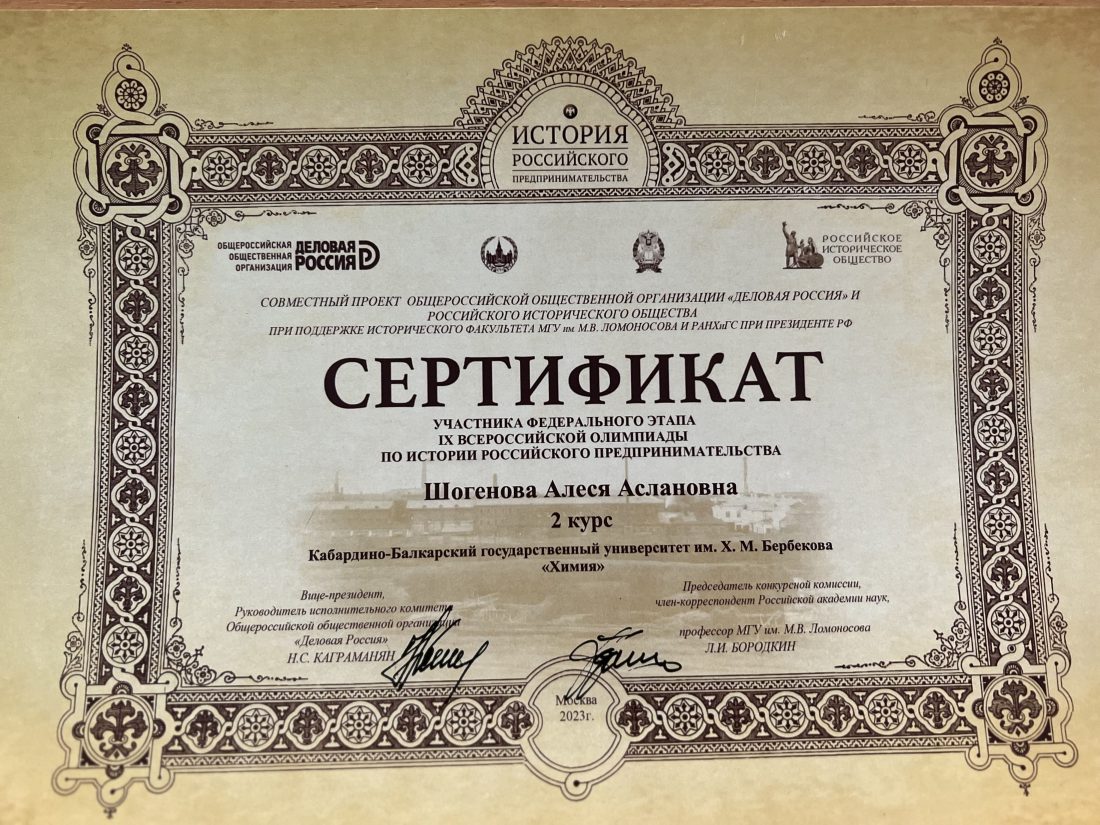 ИСТОРИЯ
РОССИЙСКОГО
ПРЕДПРИНИМАТЕЛЬСТВА
ОБЩЕРОССИЙСКАЯ
ОБЩЕСТВЕННАЯ
ОРГАНИЗАЦИЯ
ДЕЛОВАЯ
РОССИЯ
РОССИЙСКОЕ
ИСТОРИЧЕСКОЕ
ОБЩЕСТВО
СОВМЕСТНЫЙ ПРОЕКТ ОБЩЕРОССИЙСКОЙ ОБЩЕСТВЕННОЙ ОРГАНИЗАЦИИ «ДЕЛОВАЯ РОССИЯ» И
РОССИЙСКОГО ИСТОРИЧЕСКОГО ОБЩЕСТВА
ПРИ ПОДДЕРЖКЕ ИСТОРИЧЕСКОГО ФАКУЛЬТЕТА МГУ им. М.В. ЛОМОНОСОВА И РАНХиГС ПРИ ПРЕЗИДЕНТЕ РФ
СЕРТИФИКАТ
УЧАСТНИКА ФЕДЕРАЛЬНОГО ЭТАПА
IX ВСЕРОССИЙСКОЙ ОЛИМПИАДЫ
ПО ИСТОРИИ РОССИЙСКОГО ПРЕДПРИНИМАТЕЛЬСТВА
Шогенова Алеся Аслановна
2 курс
Кабардино-Балкарский государственный университет им. Х. М. Бербекова
«Химия»
Вице-президент,
Руководитель исполнительного комитета
Общероссийской общественной организации
«Деловая Россия»
Н.С. КАГРАМАНЯН
Председатель конкурсной комиссии,
член-корреспондент Российской академии наук,
профессор МГУ им. М.В. Ломоносова
Л.И. БОРОДКИН
Москва
2023г.